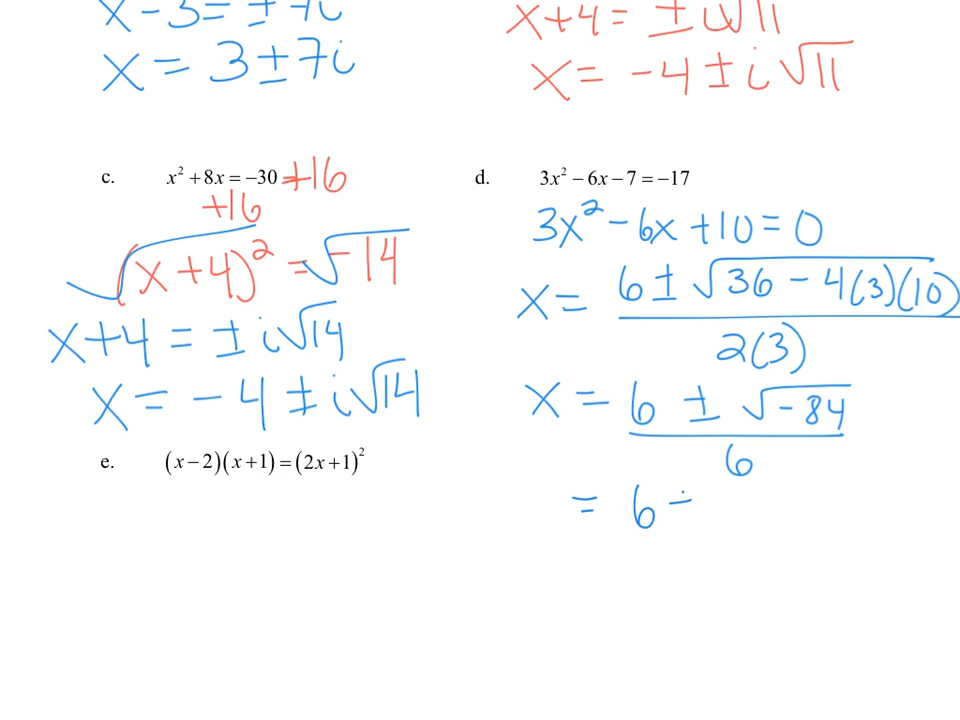 x - 3 = ± 7i
x = 3 ± 7i
x + 4 = ± i√11
x = -4 ± i√11
c. x² + 8x = −30 +16
+16
√(x + 4)² = √-14
x + 4 = ± i√14
x = -4 ± i√14
d. 3x² − 6x − 7 = −17
3x² - 6x + 10 = 0
x = 6 ± √36 - 4(3)(10)
2(3)
x = 6 ± √-84
6
= 6 ÷
e. (x − 2)(x + 1) = (2x + 1)²